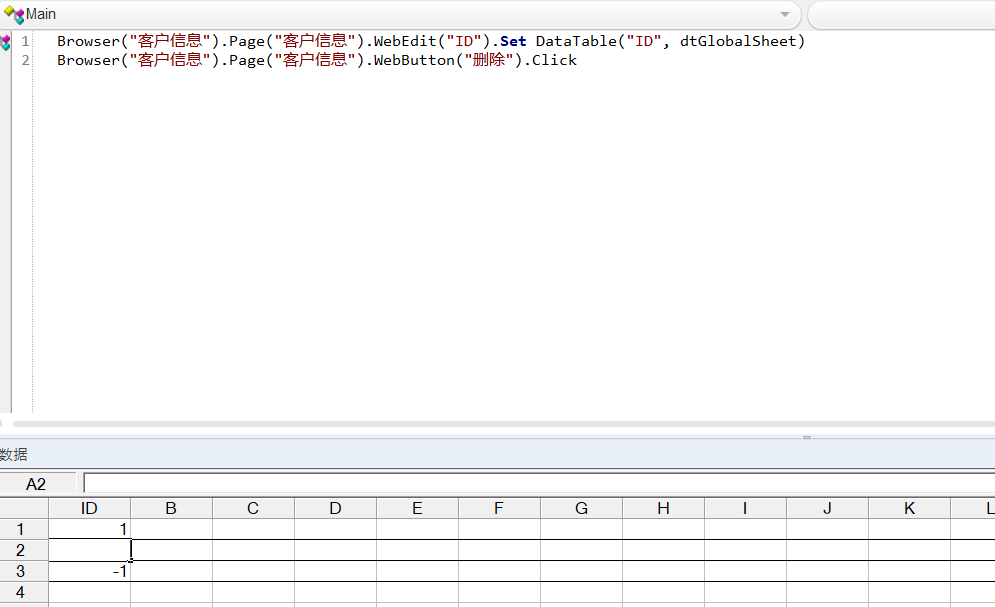 Main
1 Browser("客户信息").Page("客户信息").WebEdit("ID").Set DataTable("ID", dtGlobalSheet)
2 Browser("客户信息").Page("客户信息").WebButton("删除").Click
数据
A2
ID B C D E F G H I J K L
1 1
2
3 -1
4